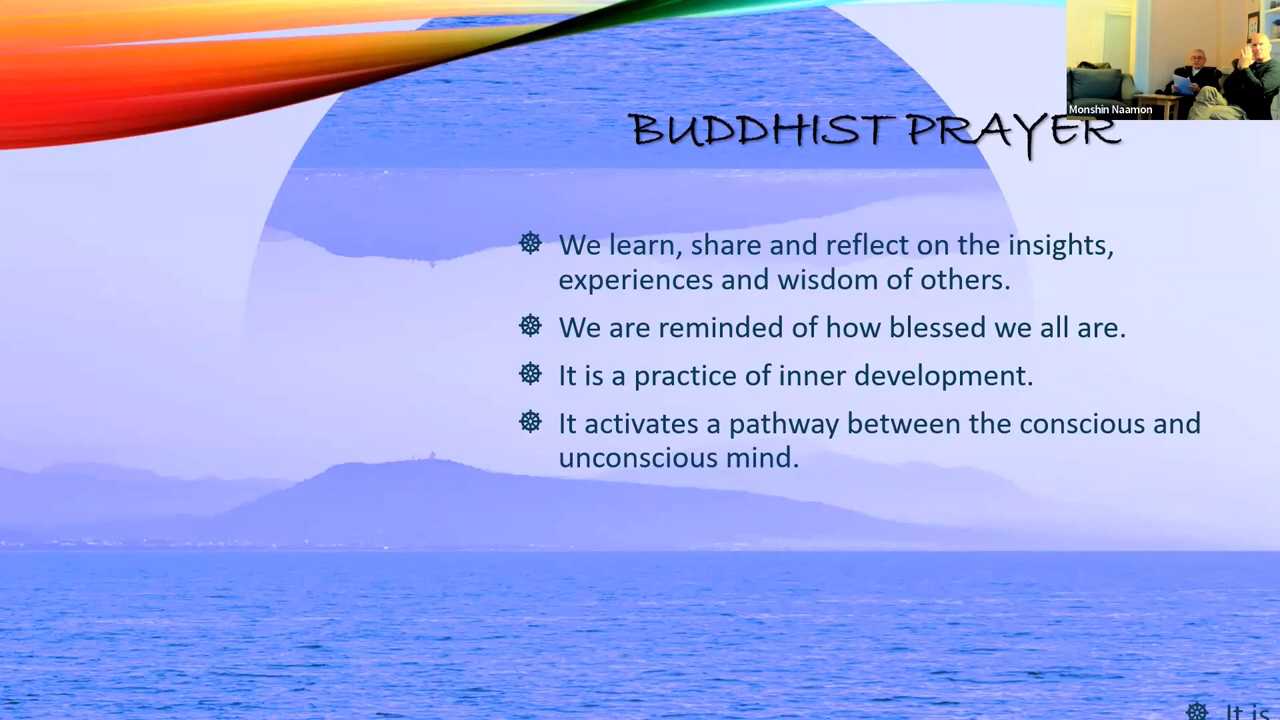 Monshin Naamon
BUDDHIST PRAYER
We learn, share and reflect on the insights,
experiences and wisdom of others.
We are reminded of how blessed we all are.
It is a practice of inner development.
It activates a pathway between the conscious and
unconscious mind.
It is